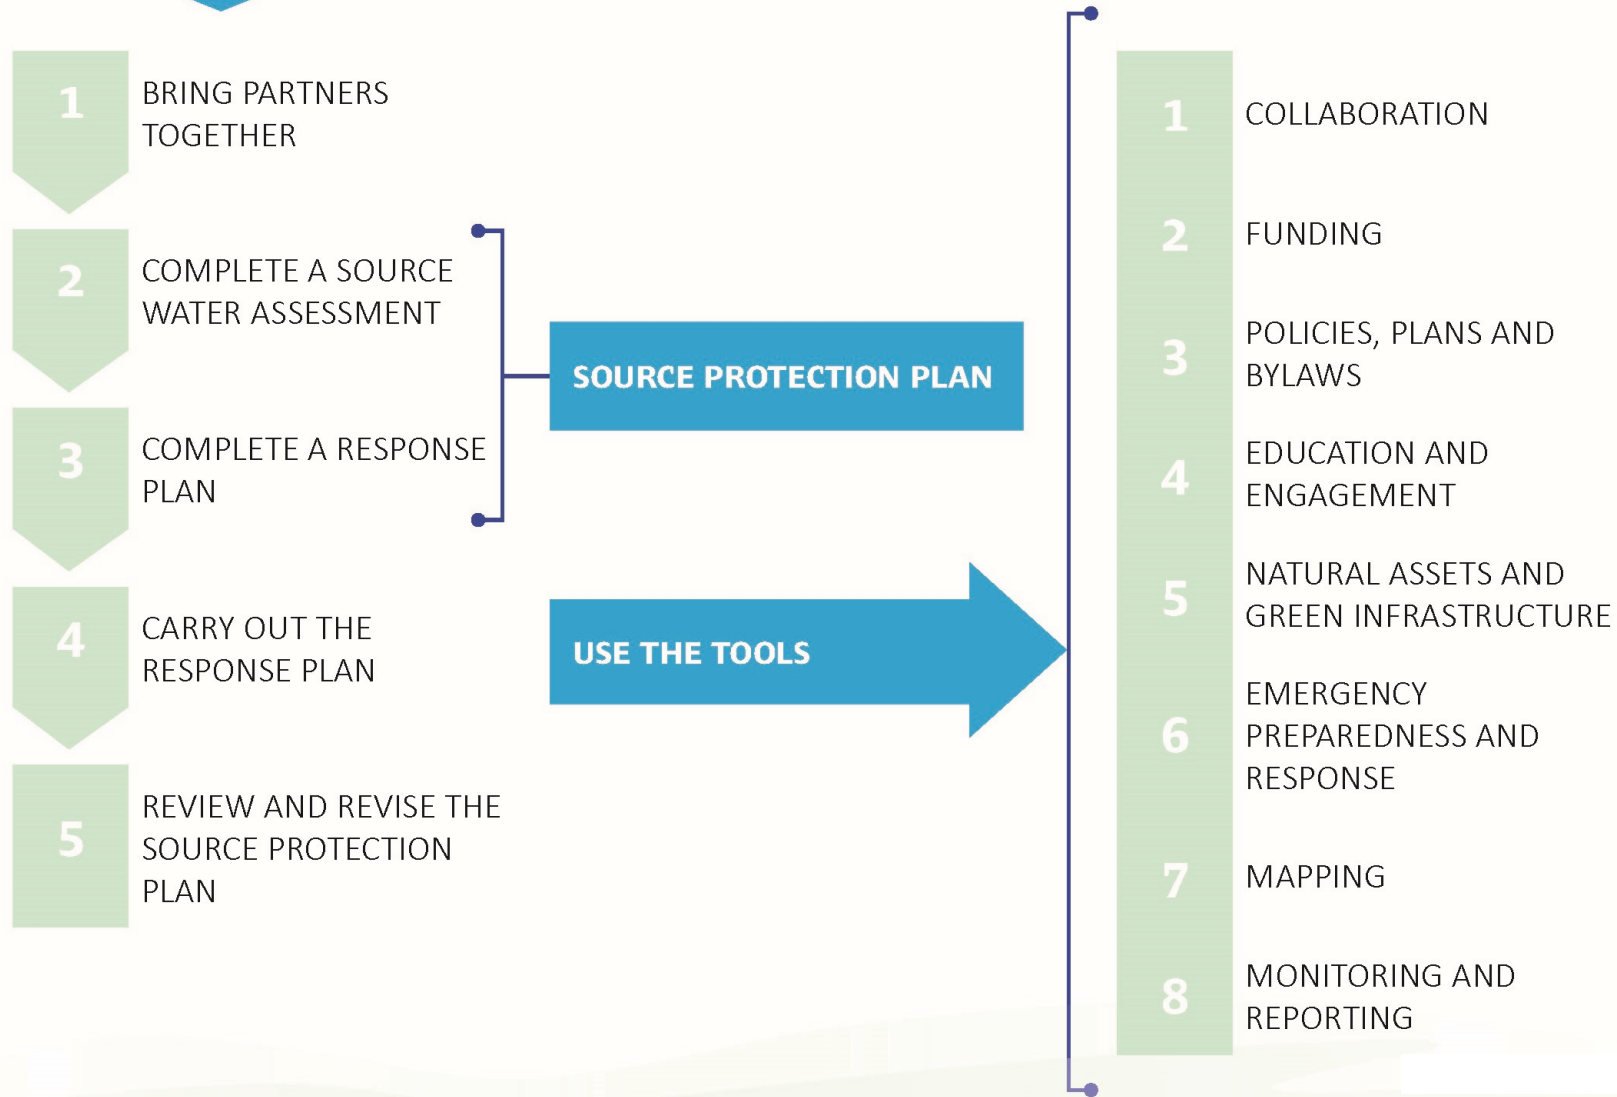 1
BRING PARTNERS
TOGETHER
2
COMPLETE A SOURCE
WATER ASSESSMENT
3
COMPLETE A RESPONSE
PLAN
4
CARRY OUT THE
RESPONSE PLAN
5
REVIEW AND REVISE THE
SOURCE PROTECTION
PLAN
SOURCE PROTECTION PLAN
USE THE TOOLS
1
COLLABORATION
2
FUNDING
3
POLICIES, PLANS AND
BYLAWS
4
EDUCATION AND
ENGAGEMENT
5
NATURAL ASSETS AND
GREEN INFRASTRUCTURE
6
EMERGENCY
PREPAREDNESS AND
RESPONSE
7
MAPPING
8
MONITORING AND
REPORTING